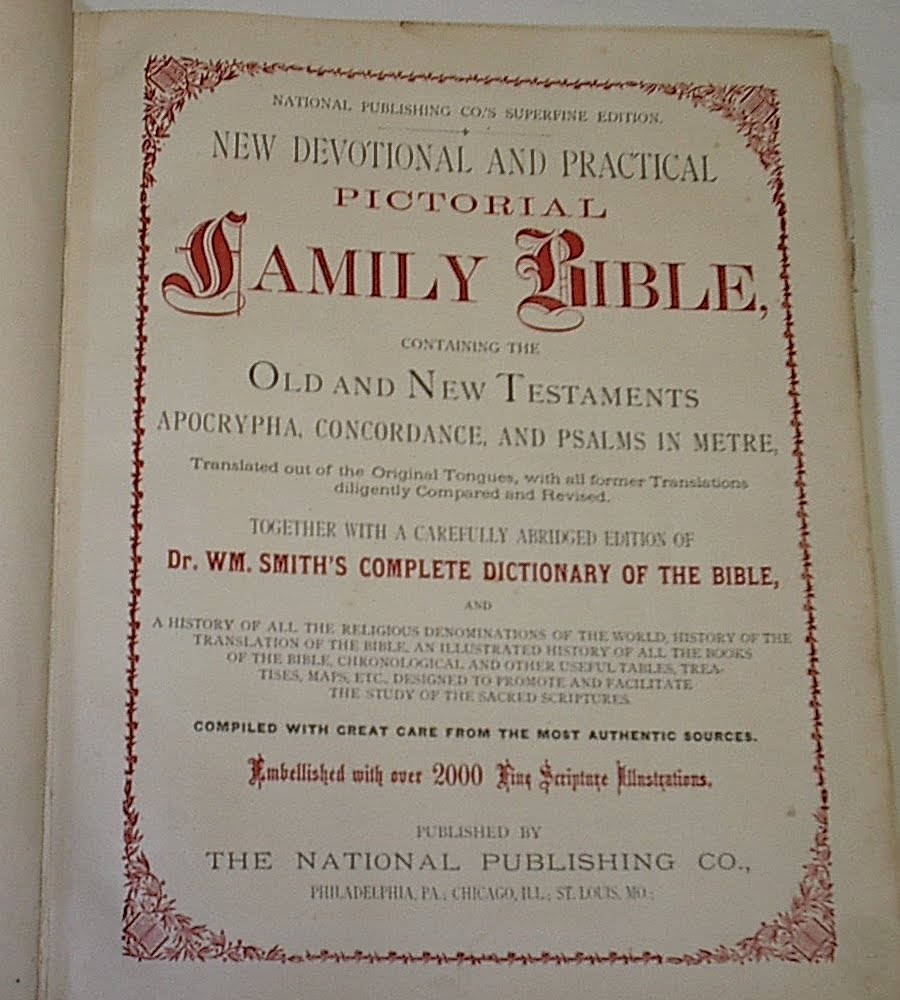 NATIONAL PUBLISHING CO.'S SUPERFINE EDITION.
NEW DEVOTIONAL AND PRACTICAL
PICTORIAL
FAMILY BIBLE,
CONTAINING THE
OLD AND NEW TESTAMENTS
APOCRYPHA, CONCORDANCE, AND PSALMS IN METRE,
Translated out of the Original Tongues, with all former Translations
diligently Compared and Revised.
TOGETHER WITH A CAREFULLY ABRIDGED EDITION OF
Dr. WM. SMITH'S COMPLETE DICTIONARY OF THE BIBLE,
AND
A HISTORY OF ALL THE RELIGIOUS DENOMINATIONS OF THE WORLD, HISTORY OF THE
TRANSLATION OF THE BIBLE, AN ILLUSTRATED HISTORY OF ALL THE BOOKS
OF THE BIBLE, CHRONOLOGICAL AND OTHER USEFUL TABLES, TREA-
TISES, MAPS, ETC., DESIGNED TO PROMOTE AND FACILITATE
THE STUDY OF THE SACRED SCRIPTURES.
COMPILED WITH GREAT CARE FROM THE MOST AUTHENTIC SOURCES.
Embellished with over 2000 Fine Scripture Illustrations.
PUBLISHED BY
THE NATIONAL PUBLISHING CO.,
PHILADELPHIA, PA.; CHICAGO, ILL.; ST. LOUIS, MO.;